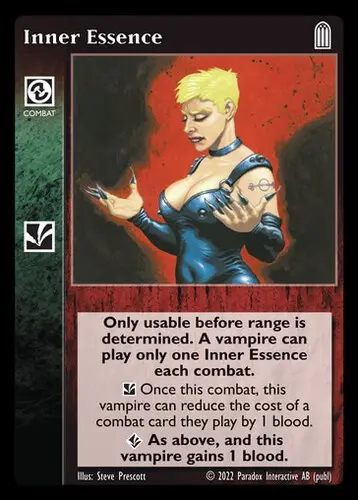 Inner Essence
COMBAT
Only usable before range is
determined. A vampire can
play only one Inner Essence
each combat.
Once this combat, this
vampire can reduce the cost of a
combat card they play by 1 blood.
As above, and this
vampire gains 1 blood.
Illus: Steve Prescott © 2022 Paradox Interactive AB (publ)